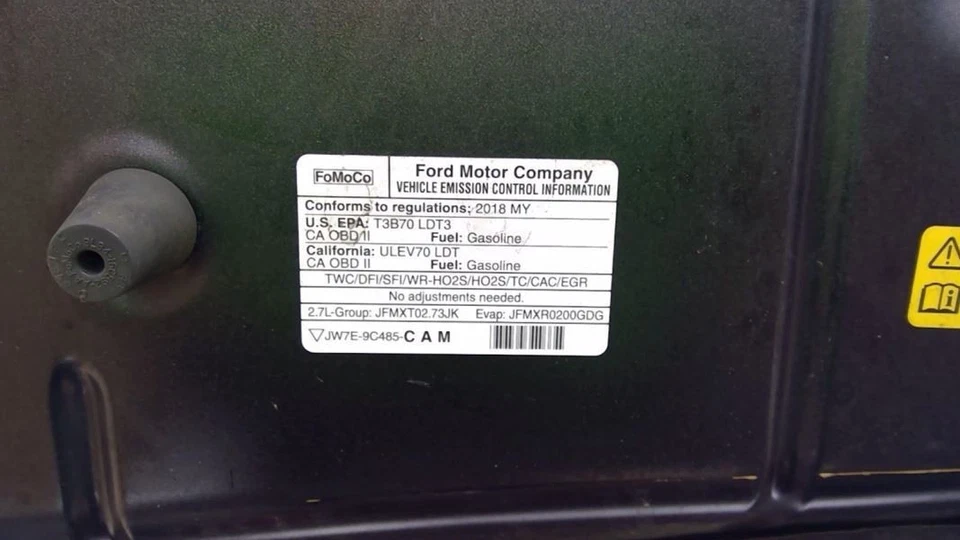 FoMoCo
Ford Motor Company
VEHICLE EMISSION CONTROL INFORMATION
Conforms to regulations: 2018 MY
U.S. EPA: T3B70 LDT3
CA OBD II Fuel: Gasoline
California: ULEV70 LDT
CA OBD II Fuel: Gasoline
TWC/DFI/SFI/WR-HO2S/HO2S/TC/CAC/EGR
No adjustments needed.
2.7L-Group: JFMXT02.73JK Evap: JFMXR0200GDG
JW7E-9C485-CAM